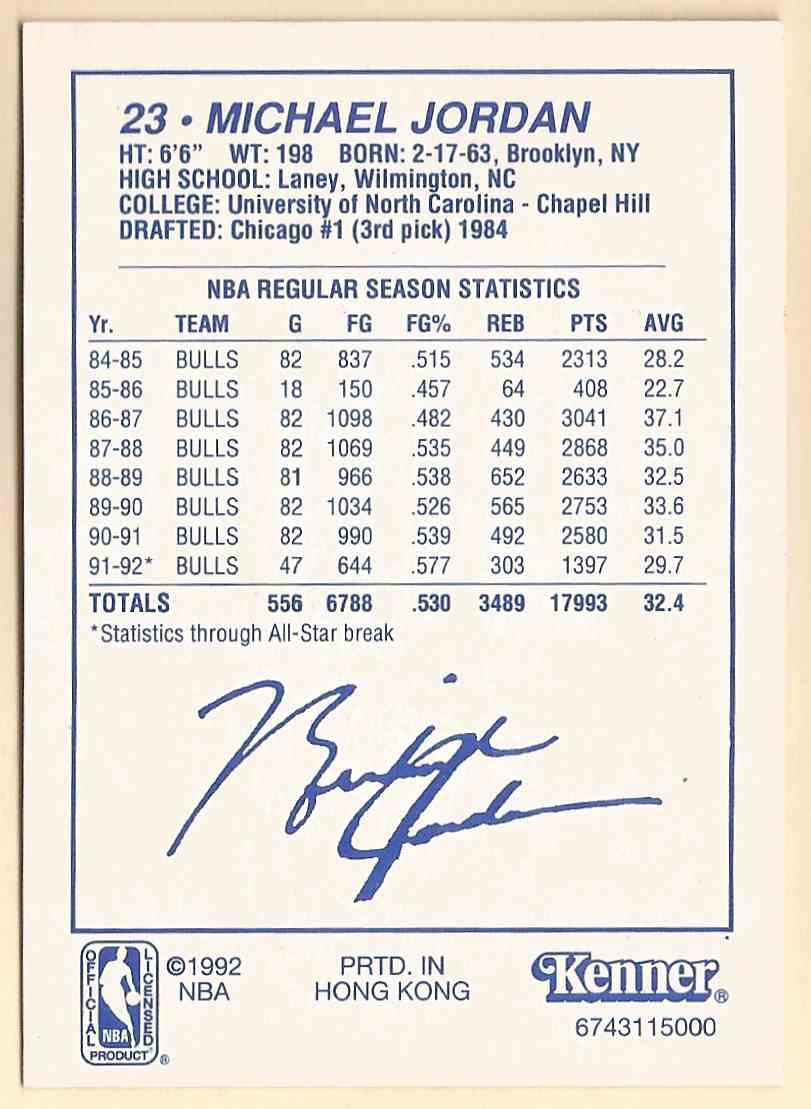 23 • MICHAEL JORDAN
HT: 6'6" WT: 198 BORN: 2-17-63, Brooklyn, NY
HIGH SCHOOL: Laney, Wilmington, NC
COLLEGE: University of North Carolina - Chapel Hill
DRAFTED: Chicago #1 (3rd pick) 1984
NBA REGULAR SEASON STATISTICS
Yr. TEAM G FG FG% REB PTS AVG
84-85 BULLS 82 837 .515 534 2313 28.2
85-86 BULLS 18 150 .457 64 408 22.7
86-87 BULLS 82 1098 .482 430 3041 37.1
87-88 BULLS 82 1069 .535 449 2868 35.0
88-89 BULLS 81 966 .538 652 2633 32.5
89-90 BULLS 82 1034 .526 565 2753 33.6
90-91 BULLS 82 990 .539 492 2580 31.5
91-92* BULLS 47 644 .577 303 1397 29.7
TOTALS 556 6788 .530 3489 17993 32.4
*Statistics through All-Star break
Michael
Jordan
OFFICIAL LICENSED
NBA
PRODUCT ®
©1992
NBA
PRTD. IN
HONG KONG
Kenner®
6743115000